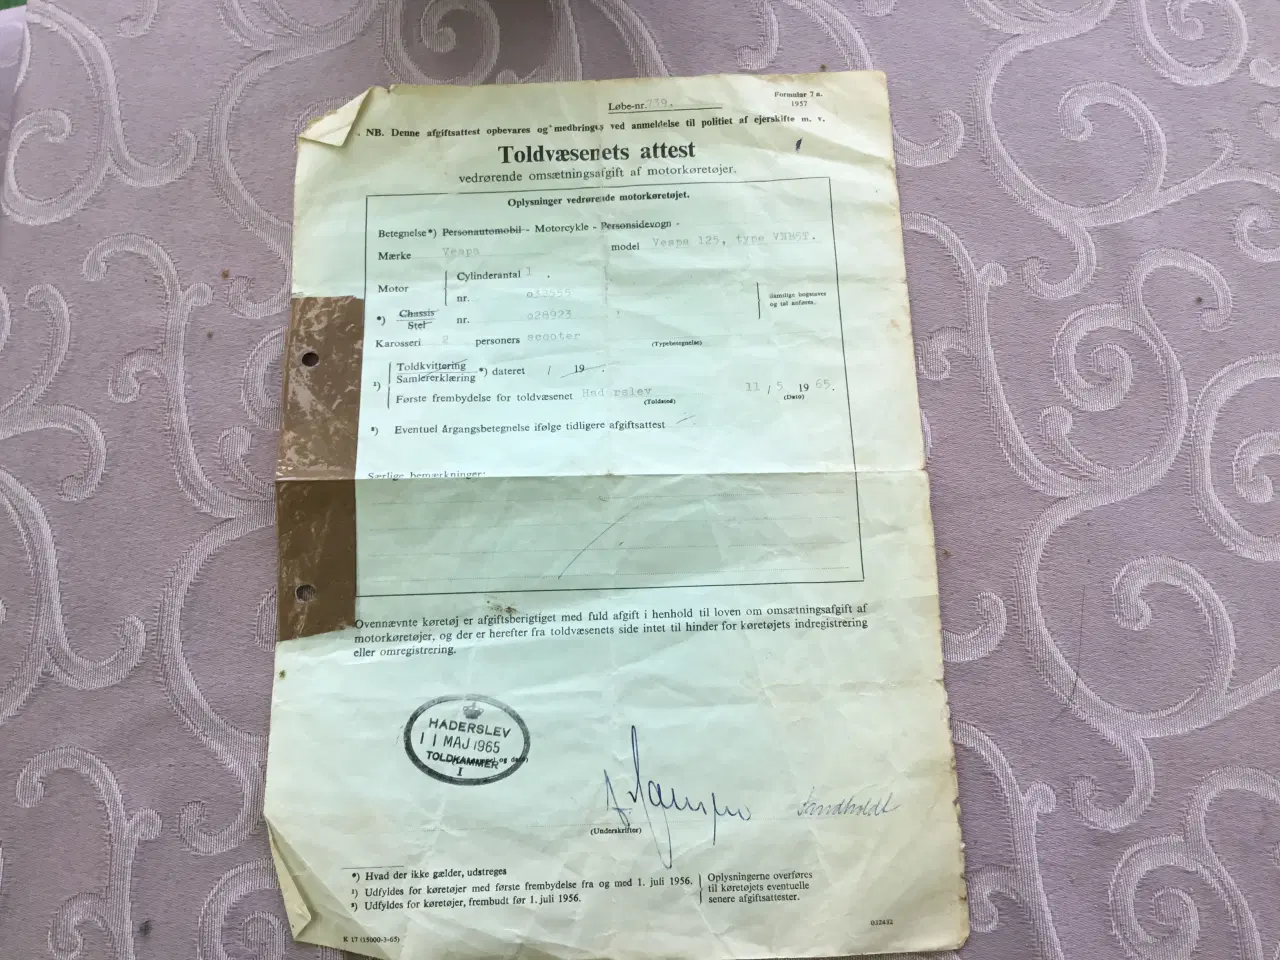 Løbe-nr. 739.
Formular 7 a.
1957
NB. Denne afgiftsattest opbevares og medbringes ved anmeldelse til politiet af ejerskifte m. v.
Toldvæsenets attest
vedrørende omsætningsafgift af motorkøretøjer.
Oplysninger vedrørende motorkøretøjet.
Betegnelse*) Personautomobil - Motorcykle - Personsidevogn -
Mærke Vespa model Vespa 125, type
Motor
Cylinderantal 1 .
nr.
Samtlige bogstaver
og tal anføres.
*) Chassis
Stel
nr. 028923
Karosseri 2 personers scooter
(Typebetegnelse)
¹) Toldkvittering
Samlererklæring *) dateret / 19 .
Første frembydelse for toldvæsenet Haderslev 11 / 5 19 65.
(Toldsted) (Dato)
²) Eventuel årgangsbetegnelse ifølge tidligere afgiftsattest
Særlige bemærkninger:
Ovennævnte køretøj er afgiftsberigtiget med fuld afgift i henhold til loven om omsætningsafgift af
motorkøretøjer, og der er herefter fra toldvæsenets side intet til hinder for køretøjets indregistrering
eller omregistrering.
HADERSLEV
11 MAJ 1965
TOLDKAMMER
I
Sandholdt
(Underskrifter)
*) Hvad der ikke gælder, udstreges
¹) Udfyldes for køretøjer med første frembydelse fra og med 1. juli 1956.
²) Udfyldes for køretøjer, frembudt før 1. juli 1956.
Oplysningerne overføres
til køretøjets eventuelle
senere afgiftsattester.
K 17 (15000-3-65)
032432